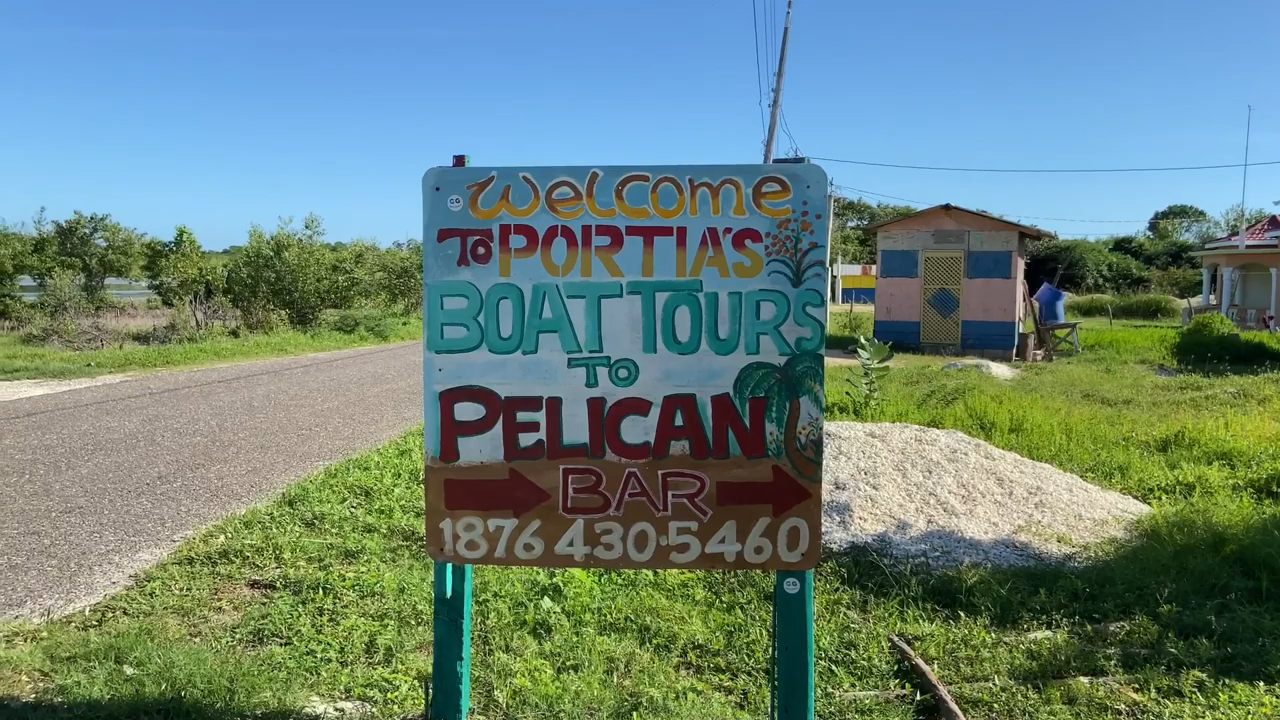 Welcome
To PORTIA'S
BOAT TOURS
TO
PELICAN
BAR
1876 430-5460